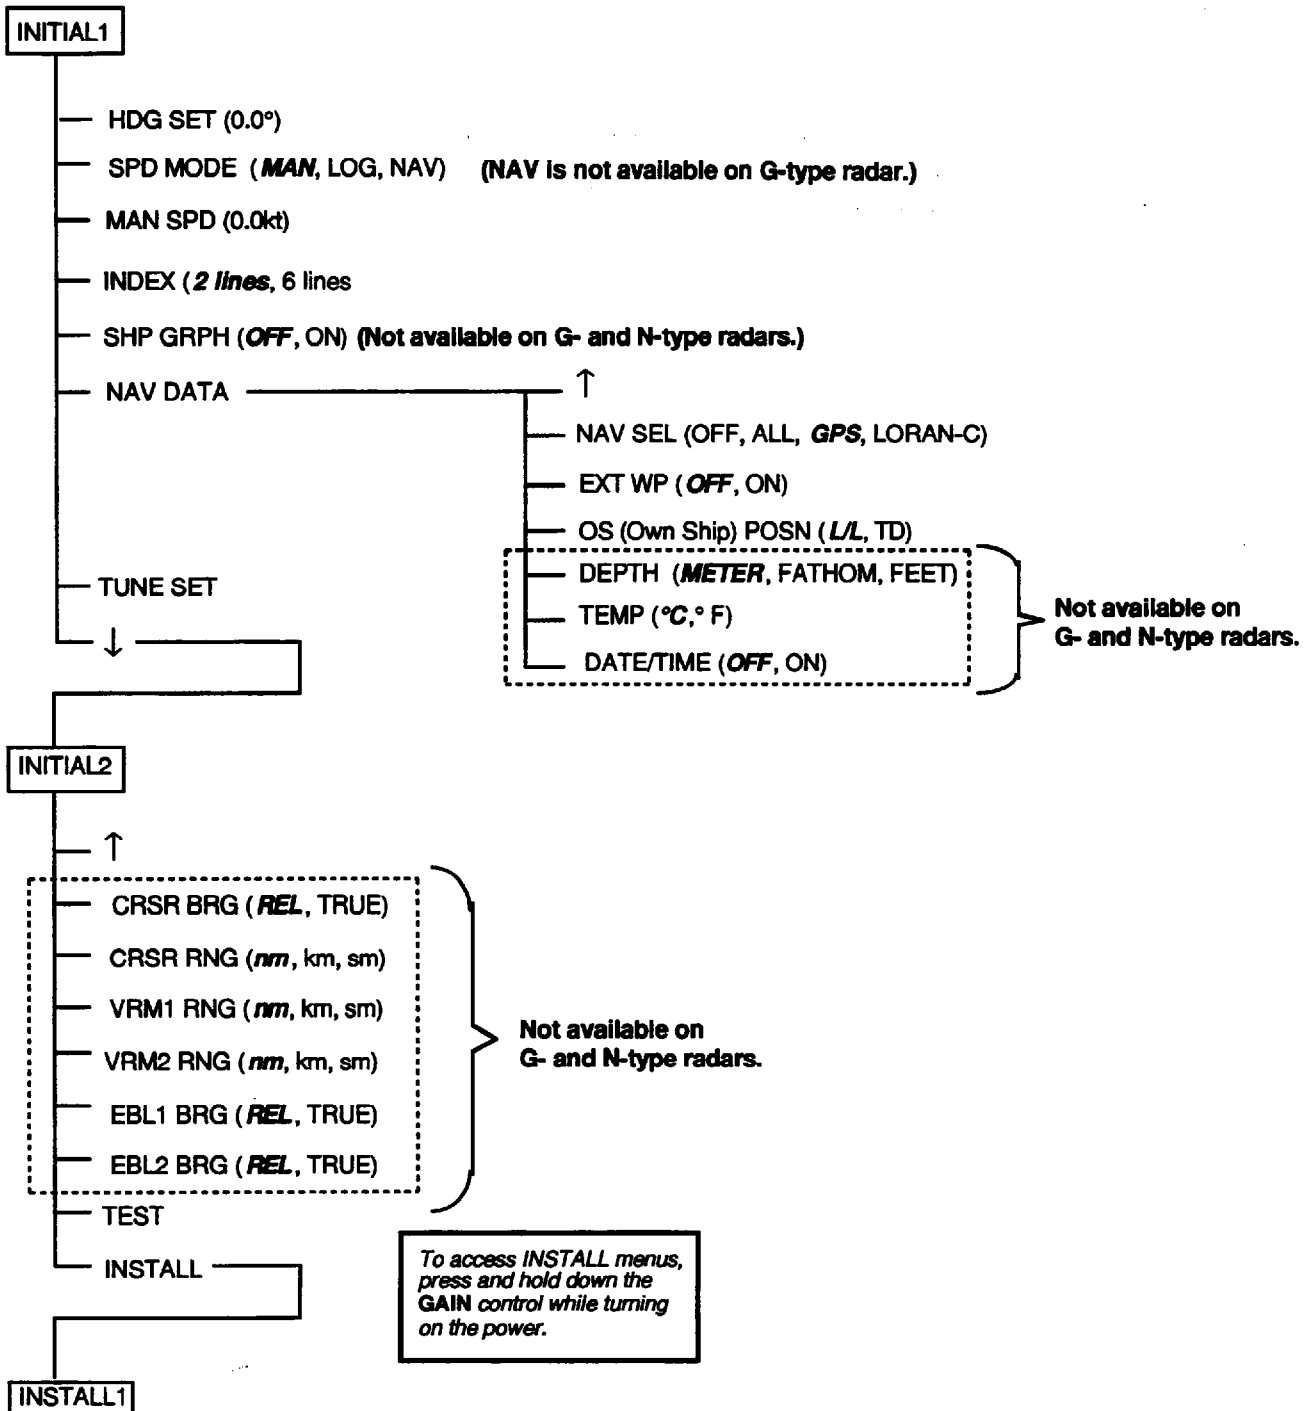 INITIAL1
HDG SET (0.0°)
SPD MODE (MAN, LOG, NAV) (NAV is not available on G-type radar.)
MAN SPD (0.0kt)
INDEX (2 lines, 6 lines
SHP GRPH (OFF, ON) (Not available on G- and N-type radars.)
NAV DATA
↑
NAV SEL (OFF, ALL, GPS, LORAN-C)
EXT WP (OFF, ON)
OS (Own Ship) POSN (L/L, TD)
DEPTH (METER, FATHOM, FEET)
TEMP (°C,° F)
DATE/TIME (OFF, ON)
Not available on
G- and N-type radars.
TUNE SET
↓
INITIAL2
↑
CRSR BRG (REL, TRUE)
CRSR RNG (nm, km, sm)
VRM1 RNG (nm, km, sm)
VRM2 RNG (nm, km, sm)
EBL1 BRG (REL, TRUE)
EBL2 BRG (REL, TRUE)
Not available on
G- and N-type radars.
TEST
INSTALL
To access INSTALL menus,
press and hold down the
GAIN control while turning
on the power.
INSTALL1